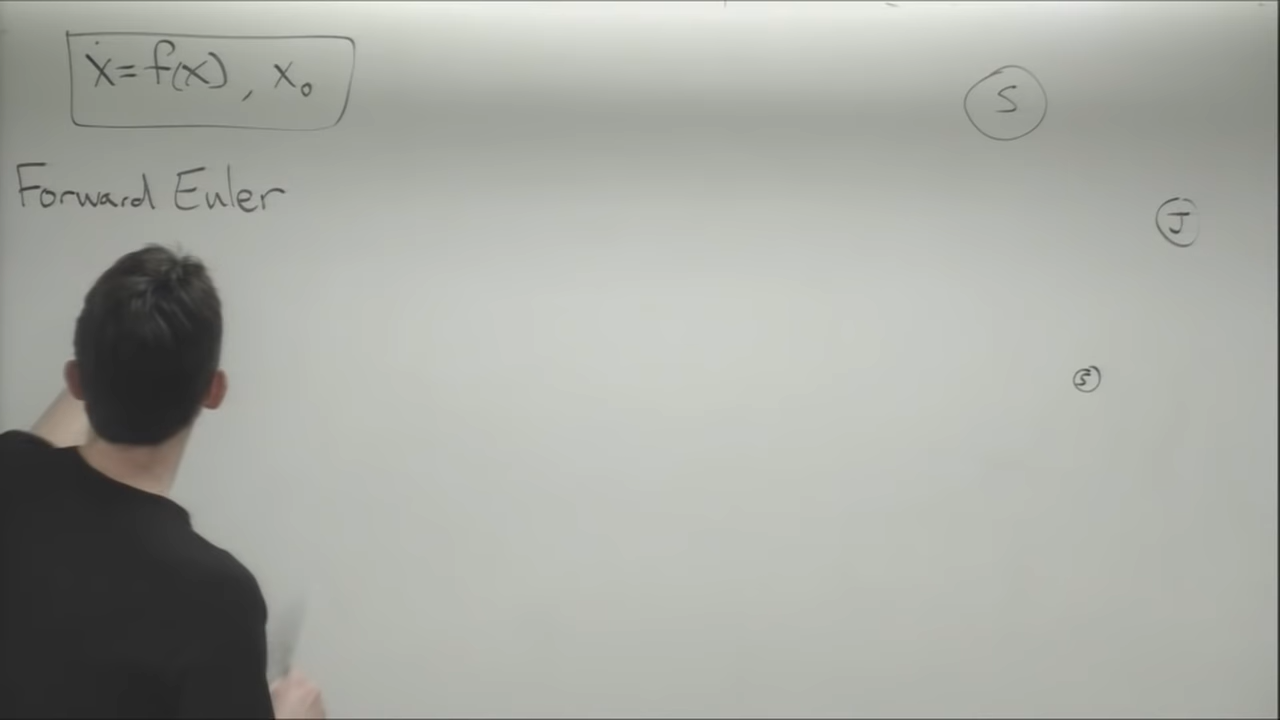 ẋ=f(x), x₀
S
Forward Euler
J
S